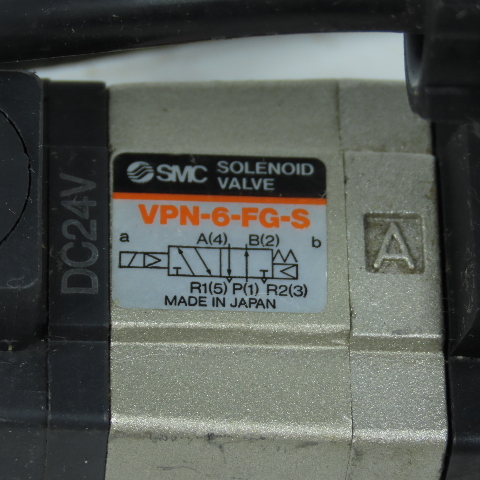 SMC SOLENOID
VALVE
VPN-6-FG-S
a A(4) B(2) b
R1(5) P(1) R2(3)
MADE IN JAPAN
DC24V
A